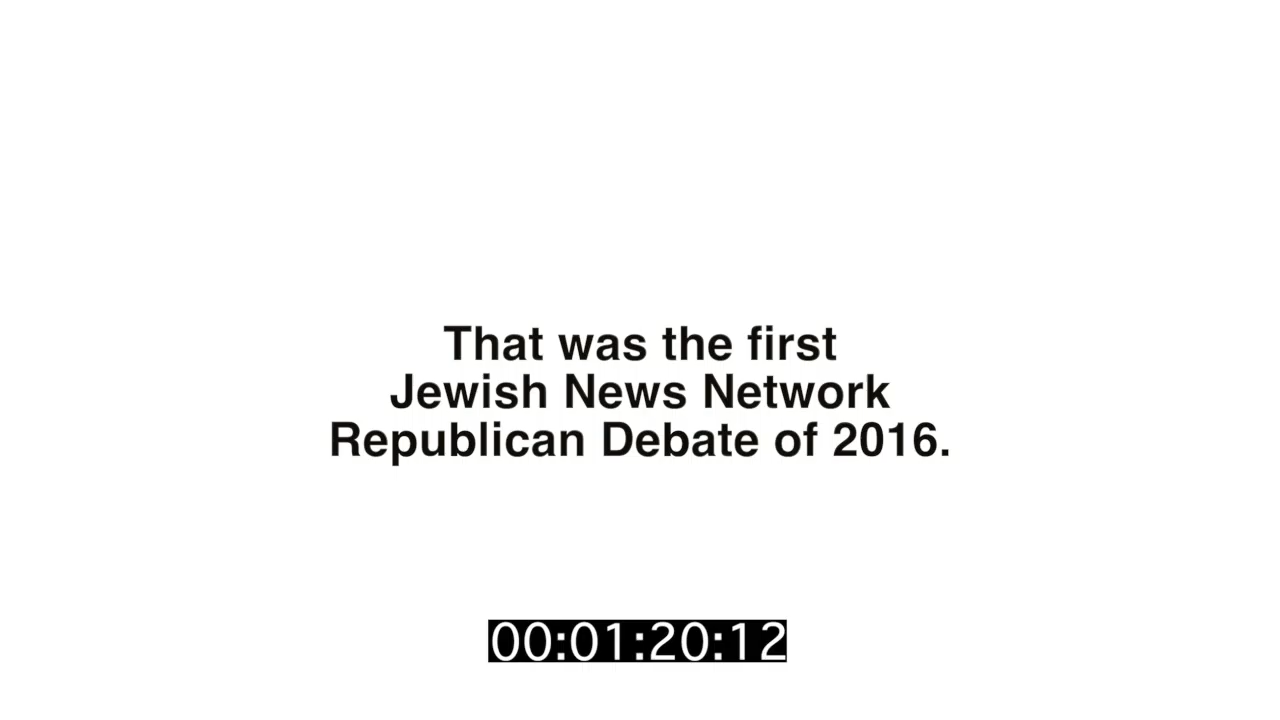 That was the first
Jewish News Network
Republican Debate of 2016.
00:01:20:12